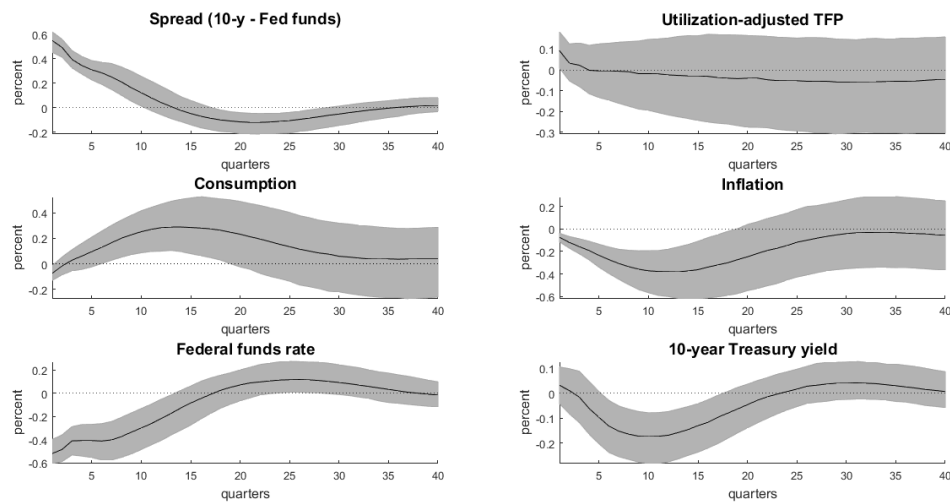 Spread (10-y - Fed funds)
percent
0.6
0.4
0.2
0
-0.2
5 10 15 20 25 30 35 40
quarters
Utilization-adjusted TFP
percent
0.1
0
-0.1
-0.2
-0.3
5 10 15 20 25 30 35 40
quarters
Consumption
percent
0.4
0.2
0
-0.2
5 10 15 20 25 30 35 40
quarters
Inflation
percent
0.2
0
-0.2
-0.4
-0.6
5 10 15 20 25 30 35 40
quarters
Federal funds rate
percent
0.2
0
-0.2
-0.4
-0.6
5 10 15 20 25 30 35 40
quarters
10-year Treasury yield
percent
0.1
0
-0.1
-0.2
5 10 15 20 25 30 35 40
quarters